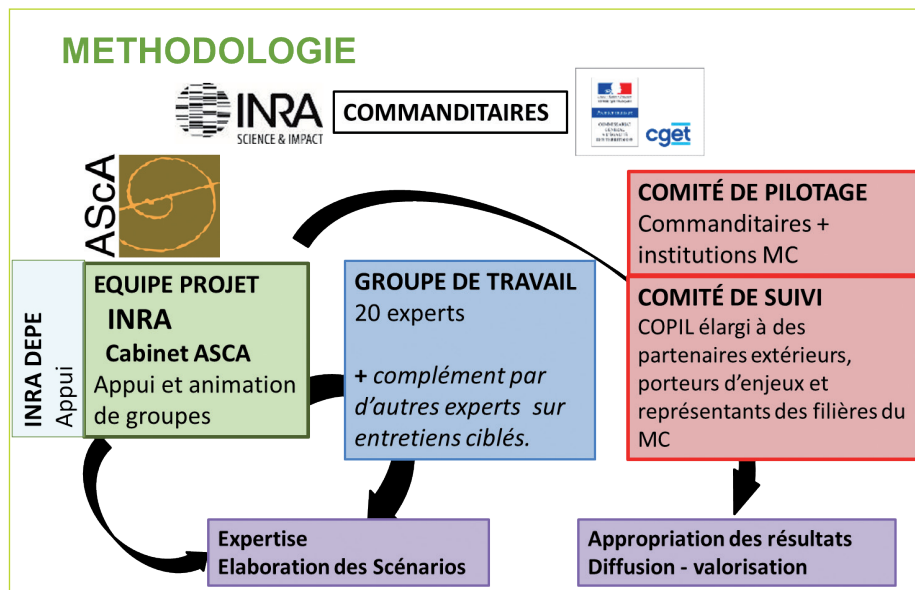 METHODOLOGIE
INRA
SCIENCE & IMPACT
COMMANDITAIRES
cget
AScA
INRA DEPE
Appui
EQUIPE PROJET
INRA
Cabinet ASCA
Appui et animation
de groupes
GROUPE DE TRAVAIL
20 experts
+ complément par
d'autres experts sur
entretiens ciblés.
COMITÉ DE PILOTAGE
Commanditaires +
institutions MC
COMITÉ DE SUIVI
COPIL élargi à des
partenaires extérieurs,
porteurs d'enjeux et
représentants des filières du
MC
Expertise
Elaboration des Scénarios
Appropriation des résultats
Diffusion - valorisation